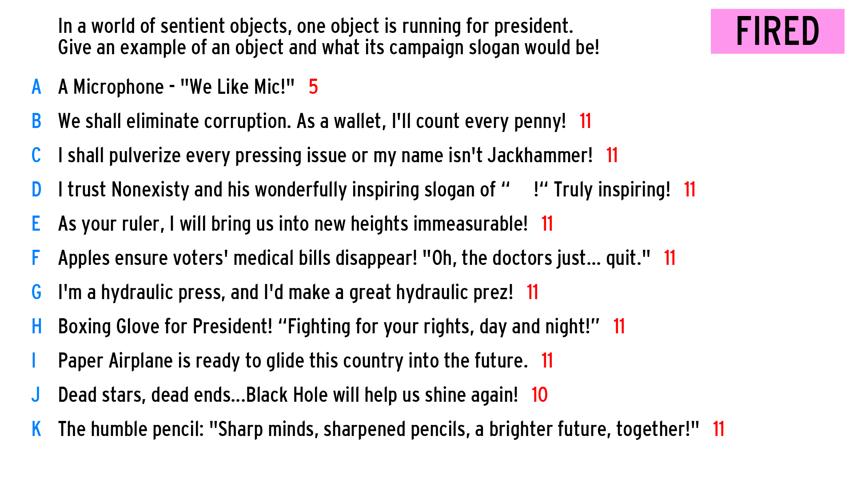 In a world of sentient objects, one object is running for president.
Give an example of an object and what its campaign slogan would be!
FIRED
A A Microphone - "We Like Mic!" 5
B We shall eliminate corruption. As a wallet, I'll count every penny! 11
C I shall pulverize every pressing issue or my name isn't Jackhammer! 11
D I trust Nonexisty and his wonderfully inspiring slogan of “    !“ Truly inspiring! 11
E As your ruler, I will bring us into new heights immeasurable! 11
F Apples ensure voters' medical bills disappear! "Oh, the doctors just... quit." 11
G I'm a hydraulic press, and I'd make a great hydraulic prez! 11
H Boxing Glove for President! “Fighting for your rights, day and night!” 11
I Paper Airplane is ready to glide this country into the future. 11
J Dead stars, dead ends...Black Hole will help us shine again! 10
K The humble pencil: "Sharp minds, sharpened pencils, a brighter future, together!" 11